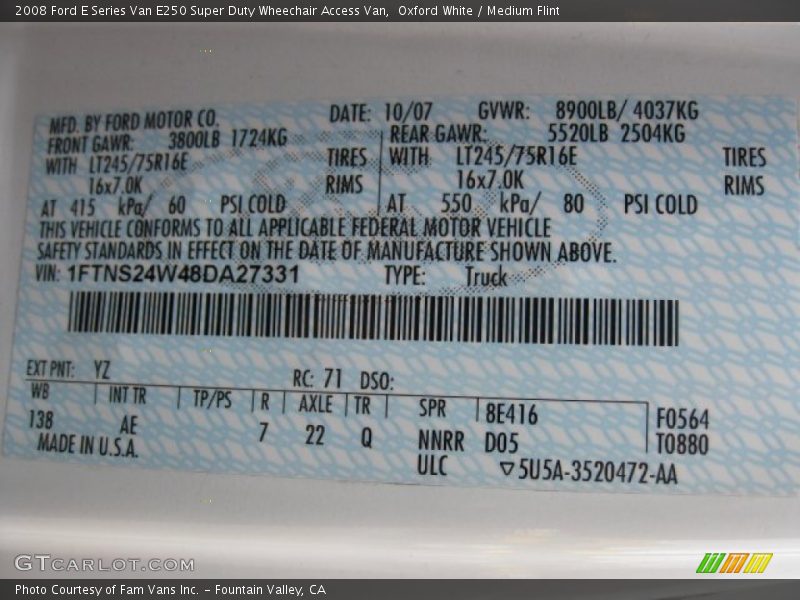 2008 Ford E Series Van E250 Super Duty Wheechair Access Van, Oxford White / Medium Flint
MFD. BY FORD MOTOR CO. DATE: 10/07 GVWR: 8900LB/ 4037KG
FRONT GAWR: 3800LB 1724KG REAR GAWR: 5520LB 2504KG
WITH LT245/75R16E TIRES WITH LT245/75R16E TIRES
16x7.0K RIMS 16x7.0K RIMS
AT 415 kPa/ 60 PSI COLD AT 550 kPa/ 80 PSI COLD
THIS VEHICLE CONFORMS TO ALL APPLICABLE FEDERAL MOTOR VEHICLE
SAFETY STANDARDS IN EFFECT ON THE DATE OF MANUFACTURE SHOWN ABOVE.
VIN: 1FTNS24W48DA27331 TYPE: Truck
EXT PNT: YZ RC: 71 DSO:
WB INT TR TP/PS R AXLE TR SPR 8E416 F0564
138 AE 7 22 Q NNRR D05 T0880
MADE IN U.S.A. ULC ▽5U5A-3520472-AA
GTCARLOT.COM
Photo Courtesy of Fam Vans Inc. – Fountain Valley, CA